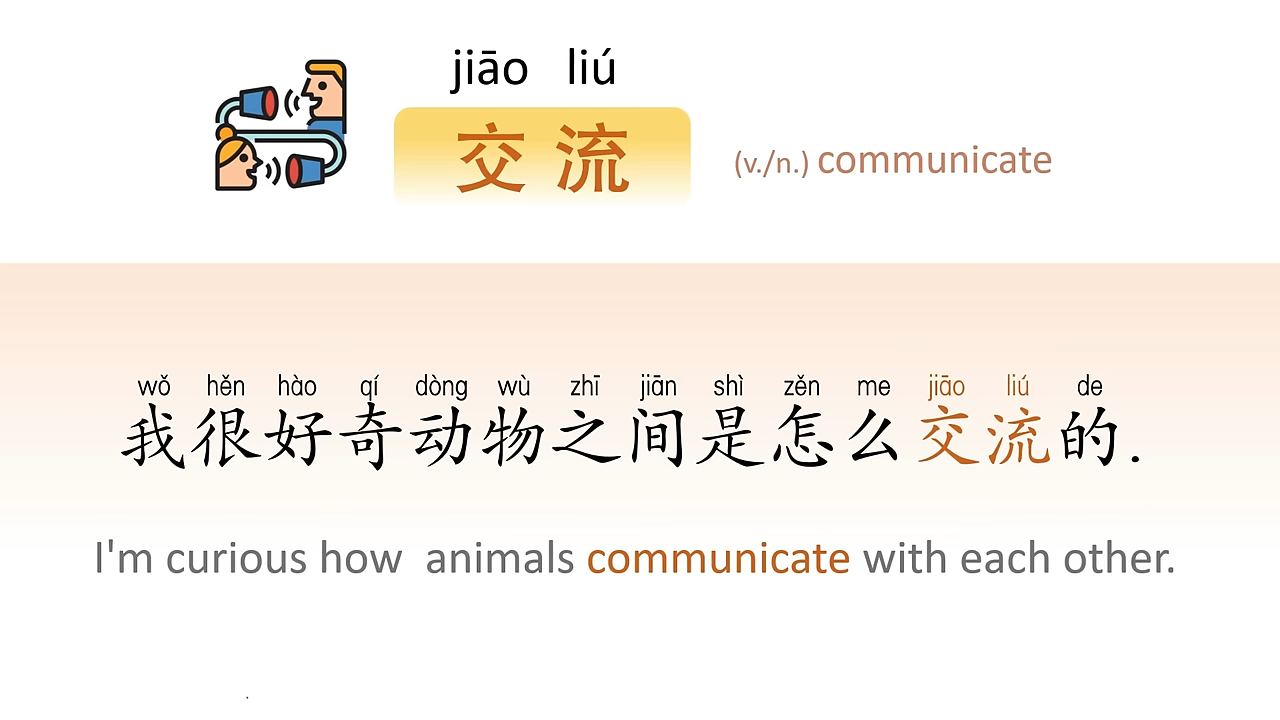 jiāo liú
交流
(v./n.) communicate
wǒ hěn hào qí dòng wù zhī jiān shì zěn me jiāo liú de
我很好奇动物之间是怎么交流的.
I'm curious how  animals communicate with each other.
.